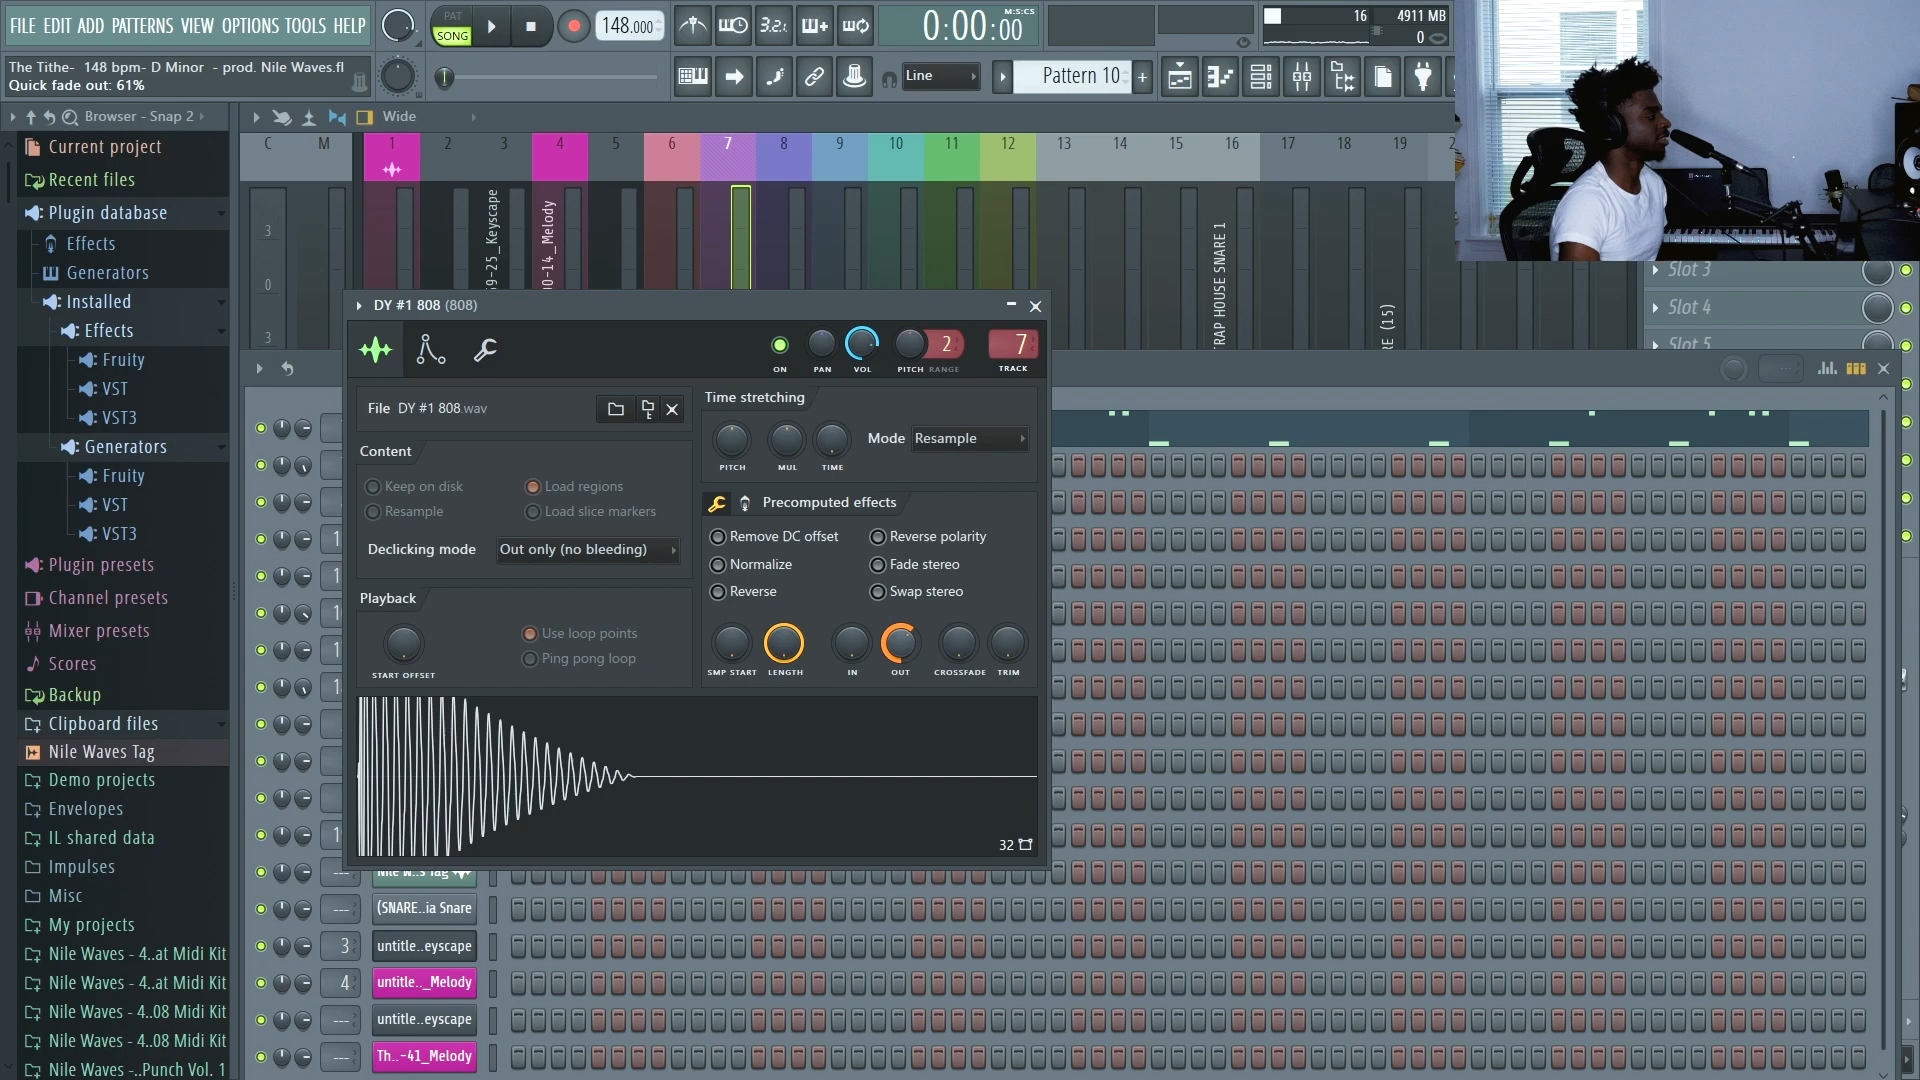 FILE EDIT ADD PATTERNS VIEW OPTIONS TOOLS HELP
The Tithe- 148 bpm- D Minor - prod. Nile Waves.fl
Quick fade out: 61%
PAT
SONG
148.000
3.2.1
0:00:00
M:S:CS
16
4911 MB
0
Line
Pattern 10
Browser - Snap 2
Wide
Current project
Recent files
Plugin database
Effects
Generators
Installed
Effects
Fruity
VST
VST3
Generators
Fruity
VST
VST3
Plugin presets
Channel presets
Mixer presets
Scores
Backup
Clipboard files
Nile Waves Tag
Demo projects
Envelopes
IL shared data
Impulses
Misc
My projects
Nile Waves - 4..at Midi Kit
Nile Waves - 4..at Midi Kit
Nile Waves - 4..08 Midi Kit
Nile Waves - 4..08 Midi Kit
Nile Waves -..Punch Vol. 1
C M 1 2 3 4 5 6 7 8 9 10 11 12 13 14 15 16 17 18 19
3
0
3
9-25_Keyscape
0-14_Melody
TRAP HOUSE SNARE 1
RE (15)
Slot 3
Slot 4
Slot 5
DY #1 808 (808)
ON
PAN
VOL
PITCH
RANGE
2
7
TRACK
File DY #1 808.wav
Content
Keep on disk
Load regions
Resample
Load slice markers
Declicking mode
Out only (no bleeding)
Playback
START OFFSET
Use loop points
Ping pong loop
Time stretching
PITCH
MUL
TIME
Mode
Resample
Precomputed effects
Remove DC offset
Reverse polarity
Normalize
Fade stereo
Reverse
Swap stereo
SMP START
LENGTH
IN
OUT
CROSSFADE
TRIM
32
Nile W..s Tag
--- (SNARE..ia Snare
3 untitle..eyscape
4 untitle.._Melody
--- untitle..eyscape
--- Th..-41_Melody